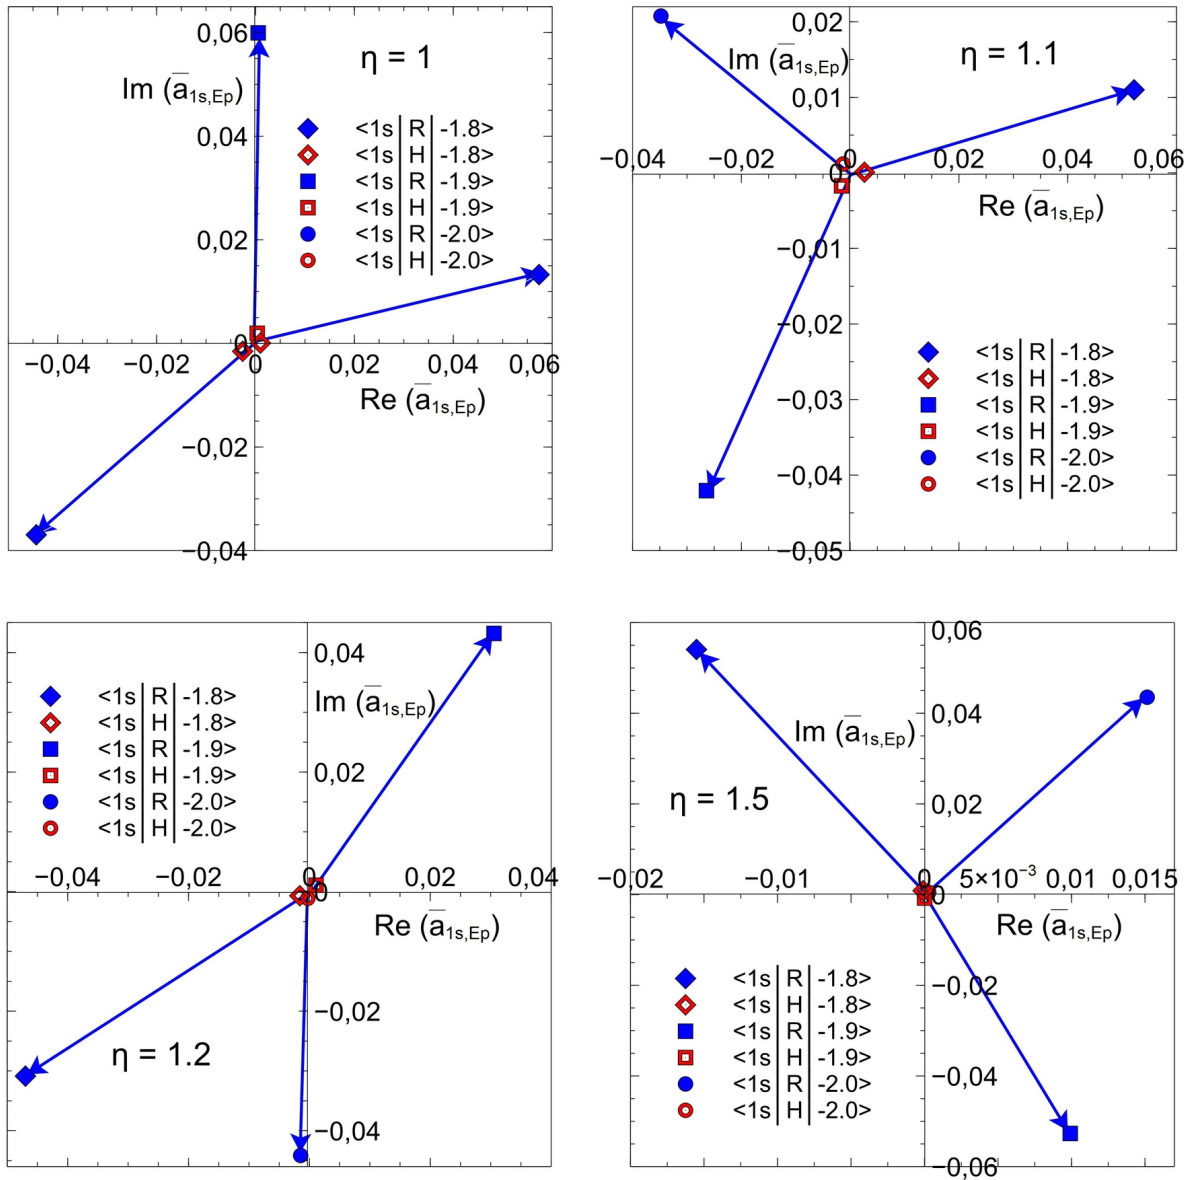 0,06
η = 1
Im (a̅1s,Ep)
0,04
<1s|R|-1.8>
<1s|H|-1.8>
<1s|R|-1.9>
<1s|H|-1.9>
<1s|R|-2.0>
<1s|H|-2.0>
0,02
0
−0,04 −0,02 0 0,02 0,04 0,06
Re (a̅1s,Ep)
−0,02
−0,04
0,02
η = 1.1
Im (a̅1s,Ep)
0,01
−0,04 −0,02 0 0,02 0,04 0,06
0
Re (a̅1s,Ep)
−0,01
−0,02
<1s|R|-1.8>
<1s|H|-1.8>
−0,03
<1s|R|-1.9>
<1s|H|-1.9>
<1s|R|-2.0>
−0,04
<1s|H|-2.0>
−0,05
0,04
<1s|R|-1.8>
Im (a̅1s,Ep)
<1s|H|-1.8>
<1s|R|-1.9>
0,02
<1s|H|-1.9>
<1s|R|-2.0>
<1s|H|-2.0>
−0,04 −0,02 0 0,02 0,04
0
Re (a̅1s,Ep)
−0,02
η = 1.2
−0,04
0,06
0,04
Im (a̅1s,Ep)
η = 1.5
0,02
−0,02 −0,01 0 5×10−3 0,01 0,015
0
Re (a̅1s,Ep)
<1s|R|-1.8>
−0,02
<1s|H|-1.8>
<1s|R|-1.9>
<1s|H|-1.9>
−0,04
<1s|R|-2.0>
<1s|H|-2.0>
−0,06